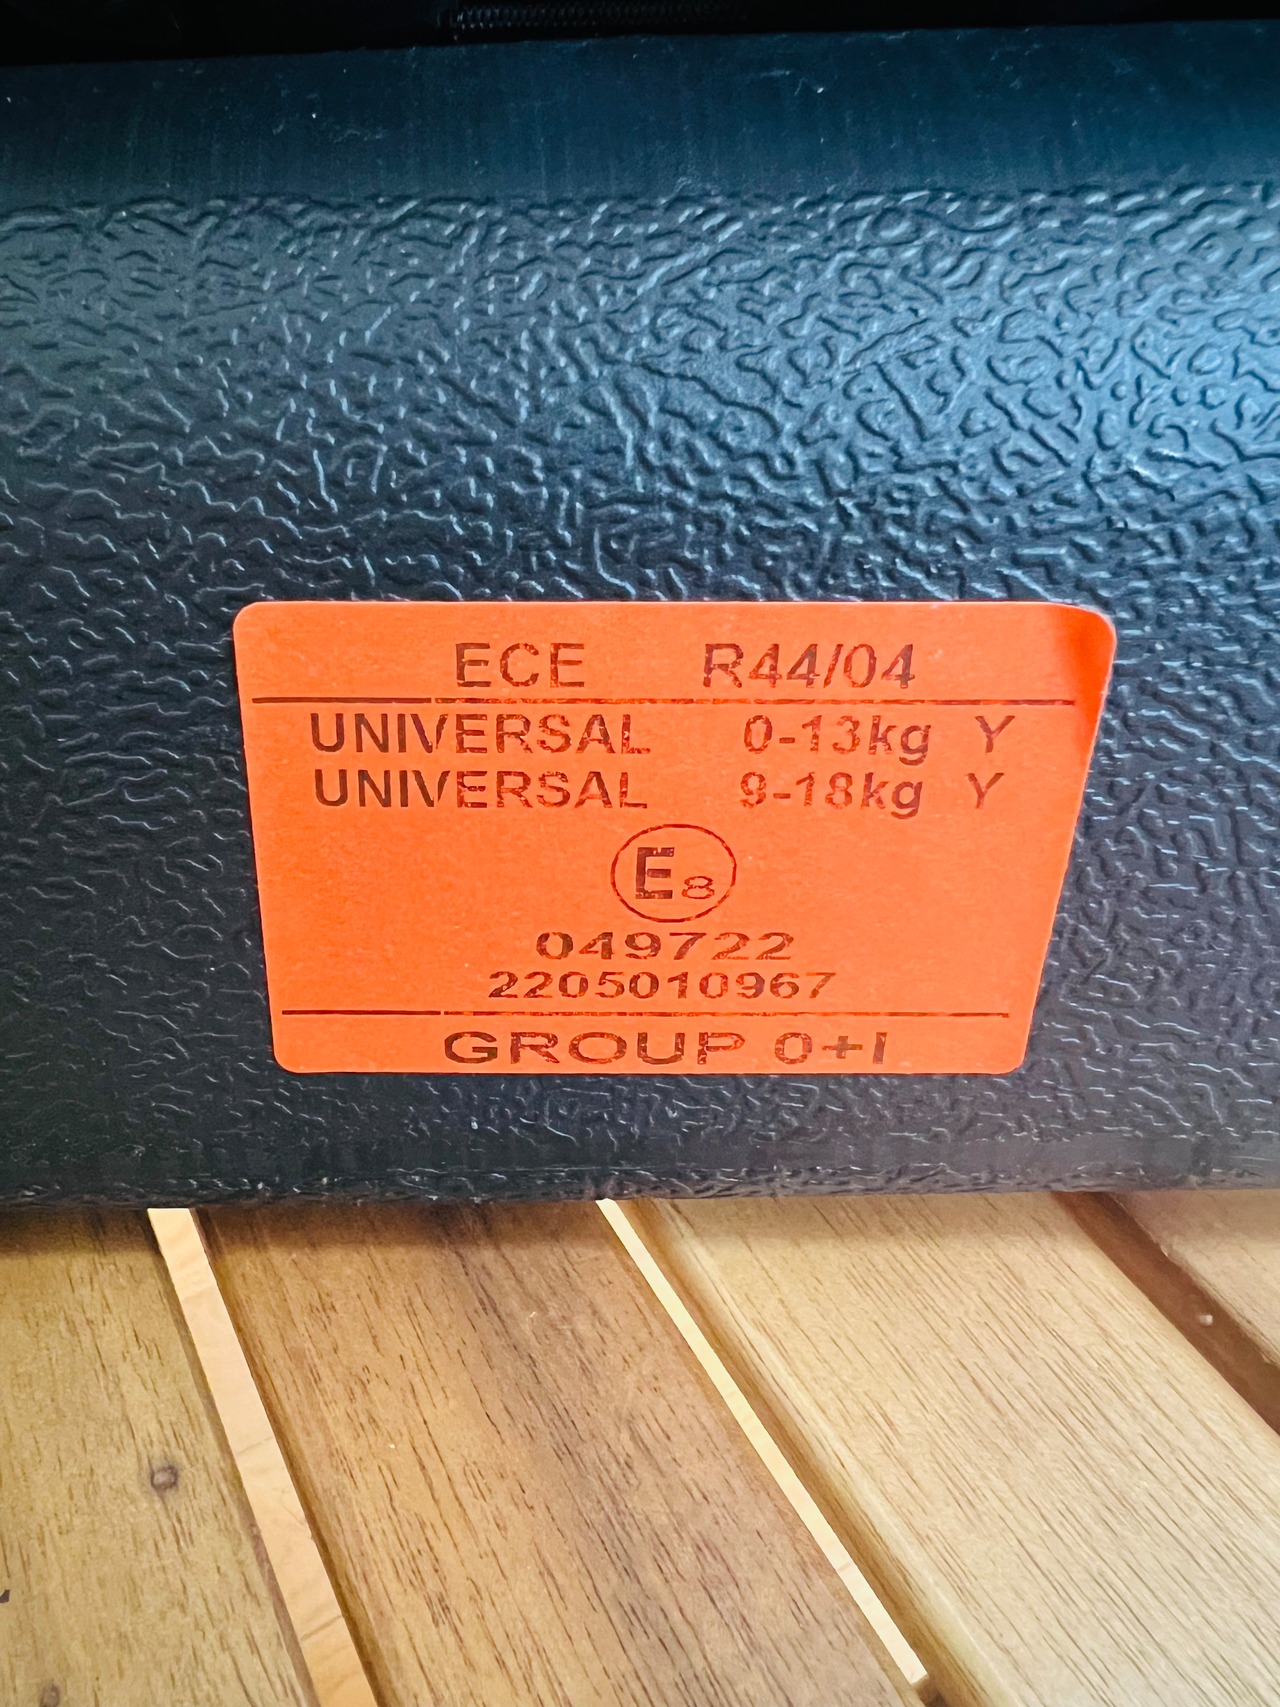 ECE R44/04
UNIVERSAL 0-13kg Y
UNIVERSAL 9-18kg Y
E8
049722
2205010967
GROUP 0+I